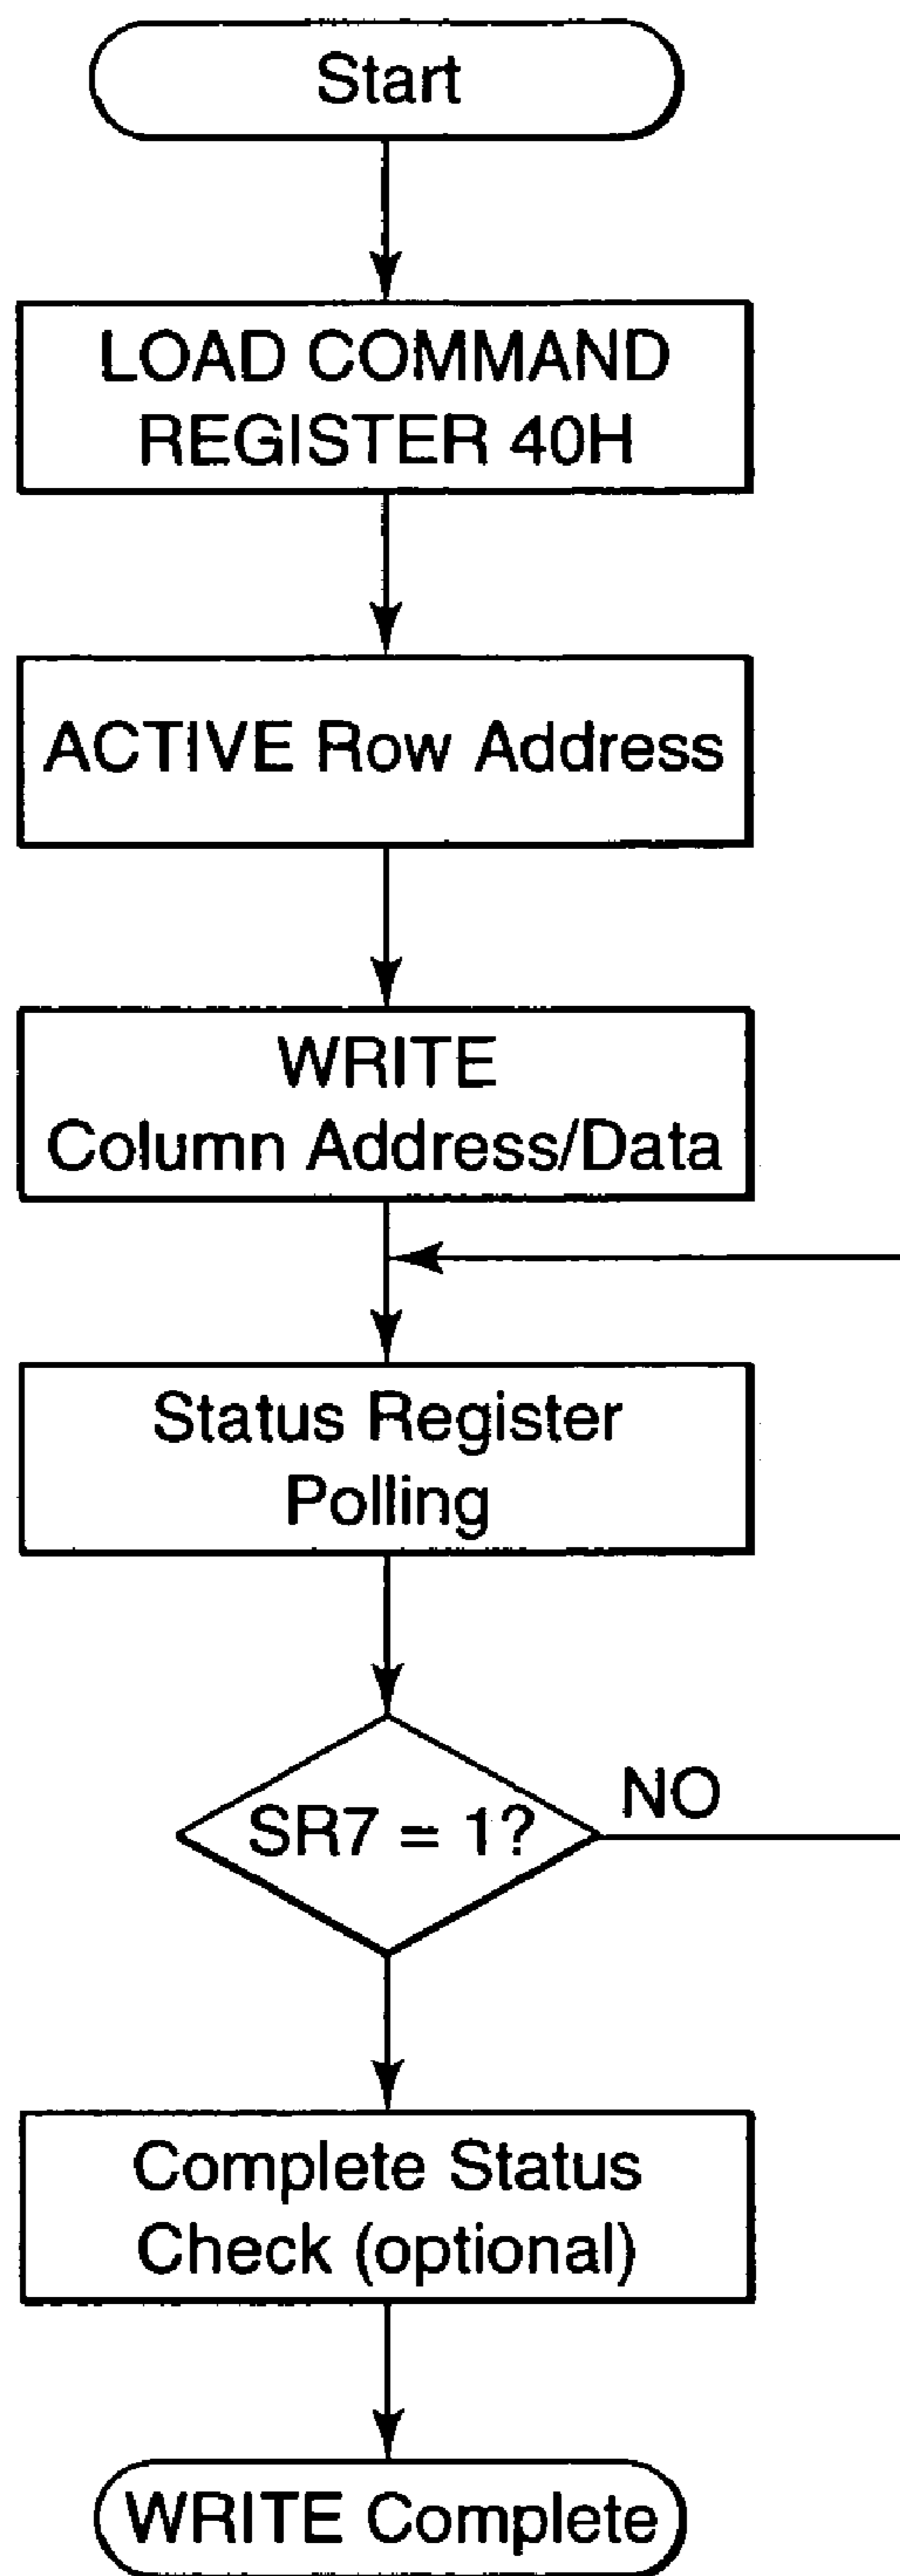 Start
LOAD COMMAND
REGISTER 40H
ACTIVE Row Address
WRITE
Column Address/Data
Status Register
Polling
SR7 = 1?
NO
Complete Status
Check (optional)
WRITE Complete